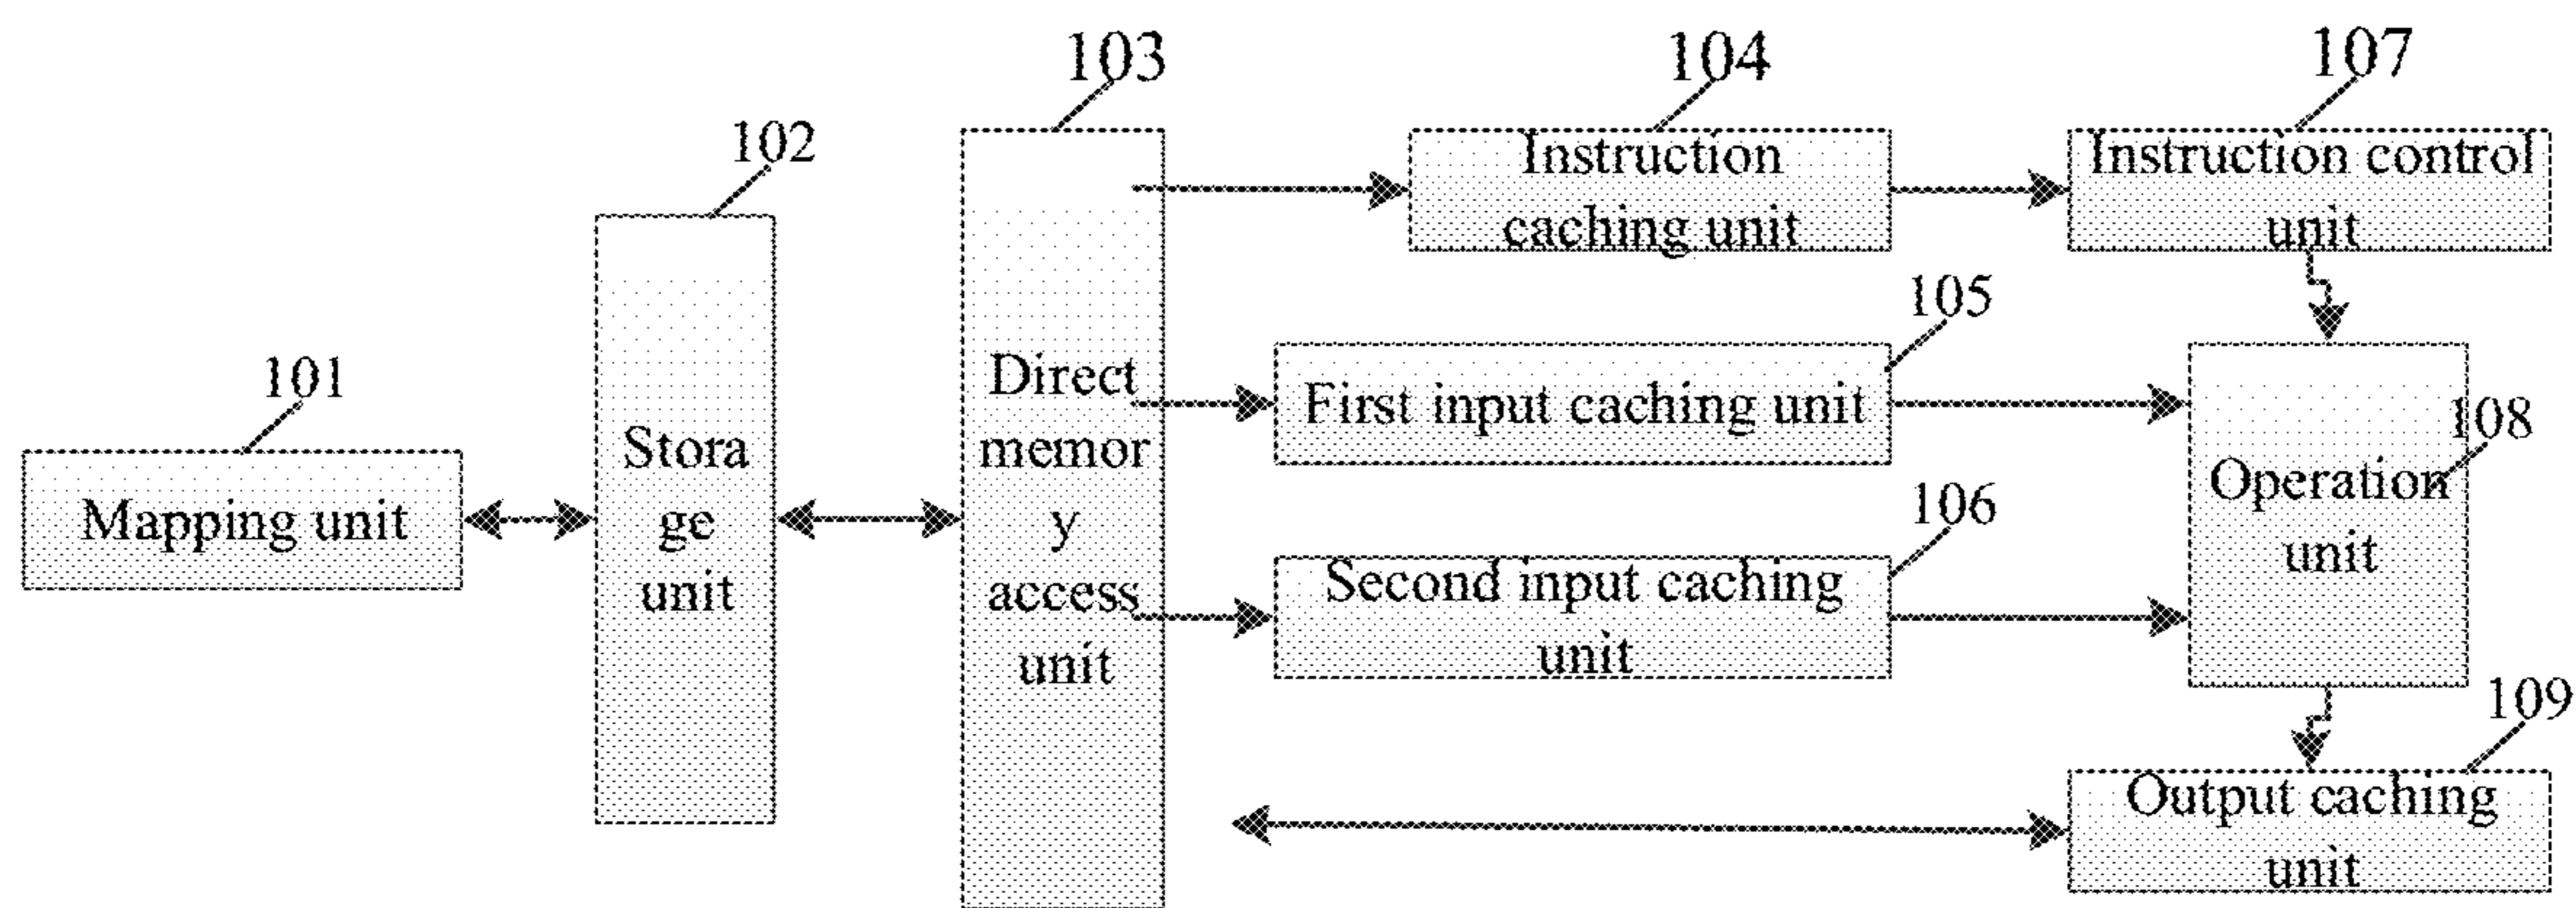 103
104
107
102
Instruction
caching unit
Instruction control
unit
105
101
Direct
memor
y
access
unit
First input caching unit
108
Stora
ge
unit
Operation
unit
Mapping unit
106
Second input caching
unit
109
Output caching
unit